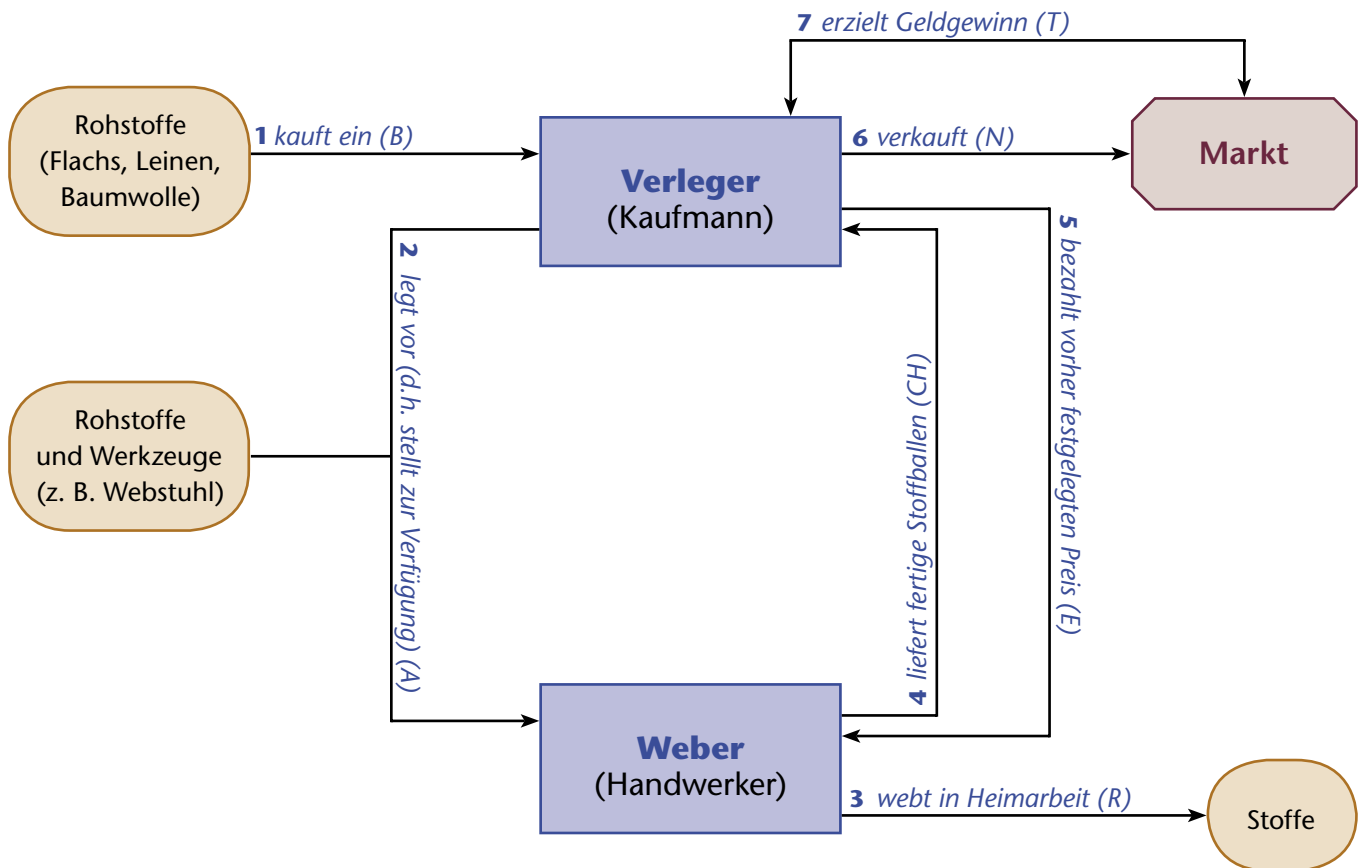 7 erzielt Geldgewinn (T)
Rohstoffe
(Flachs, Leinen,
Baumwolle)
1 kauft ein (B)
Verleger
(Kaufmann)
6 verkauft (N)
Markt
2 legt vor (d.h. stellt zur Verfügung) (A)
4 liefert fertige Stoffballen (CH)
5 bezahlt vorher festgelegten Preis (E)
Rohstoffe
und Werkzeuge
(z. B. Webstuhl)
Weber
(Handwerker)
3 webt in Heimarbeit (R)
Stoffe